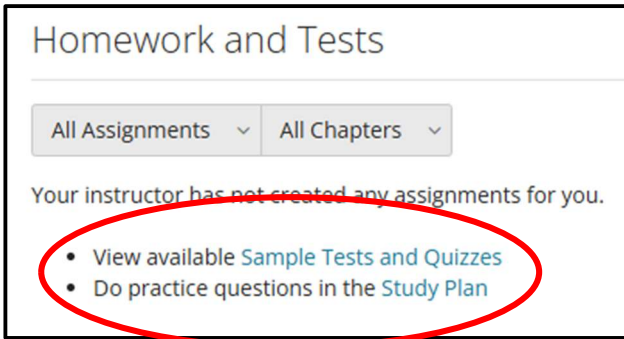 Homework and Tests
All Assignments All Chapters
Your instructor has not created any assignments for you.
• View available Sample Tests and Quizzes
• Do practice questions in the Study Plan